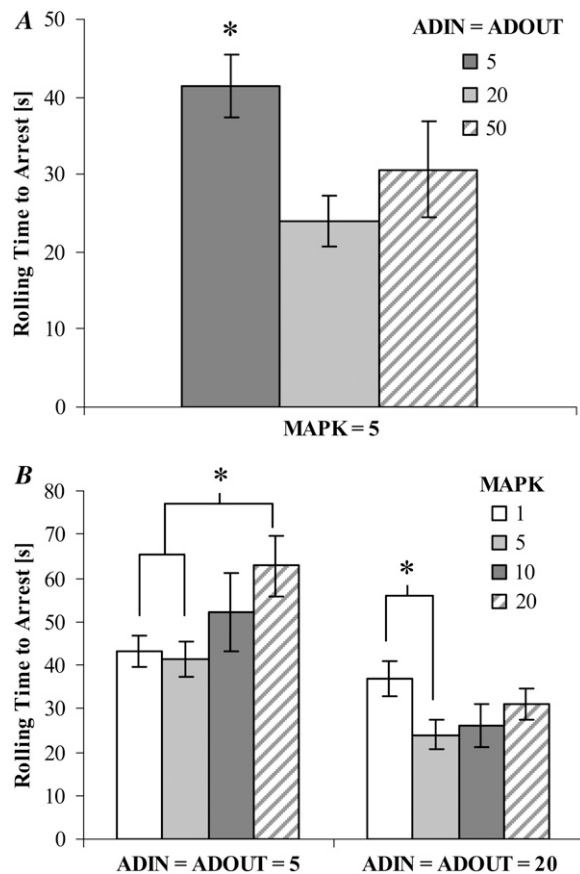 A
ADIN = ADOUT
5
20
50
*
Rolling Time to Arrest [s]
50
40
30
20
10
0
MAPK = 5
B
MAPK
1
5
10
20
*
*
Rolling Time to Arrest [s]
80
70
60
50
40
30
20
10
0
ADIN = ADOUT = 5
ADIN = ADOUT = 20